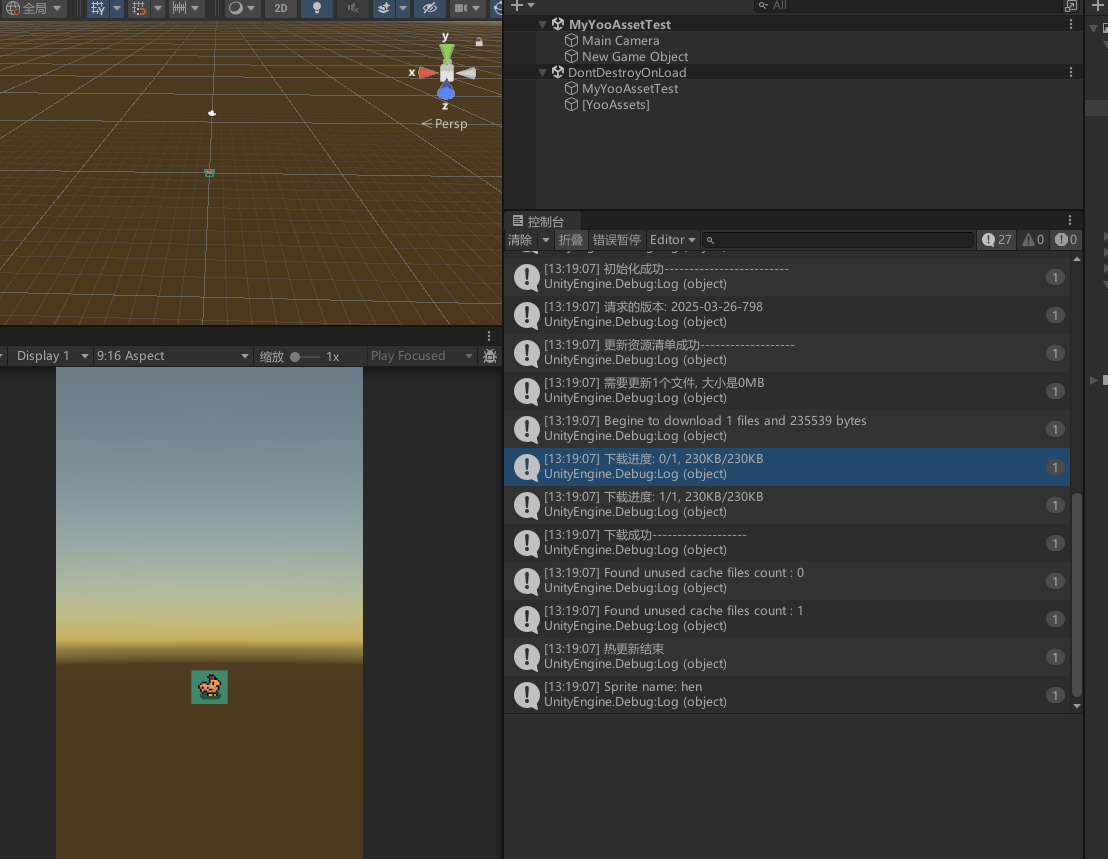 全局
2D
All
MyYooAssetTest
Main Camera
New Game Object
DontDestroyOnLoad
MyYooAssetTest
[YooAssets]
y
x
z
Persp
控制台
清除
折叠
错误暂停
Editor
27
0
0
[13:19:07] 初始化成功-------------------------
UnityEngine.Debug:Log (object)
1
[13:19:07] 请求的版本: 2025-03-26-798
UnityEngine.Debug:Log (object)
1
[13:19:07] 更新资源清单成功-------------------
UnityEngine.Debug:Log (object)
1
[13:19:07] 需要更新1个文件, 大小是0MB
UnityEngine.Debug:Log (object)
1
[13:19:07] Begine to download 1 files and 235539 bytes
UnityEngine.Debug:Log (object)
1
[13:19:07] 下载进度: 0/1, 230KB/230KB
UnityEngine.Debug:Log (object)
1
[13:19:07] 下载进度: 1/1, 230KB/230KB
UnityEngine.Debug:Log (object)
1
[13:19:07] 下载成功-------------------
UnityEngine.Debug:Log (object)
1
[13:19:07] Found unused cache files count : 0
UnityEngine.Debug:Log (object)
1
[13:19:07] Found unused cache files count : 1
UnityEngine.Debug:Log (object)
1
[13:19:07] 热更新结束
UnityEngine.Debug:Log (object)
1
[13:19:07] Sprite name: hen
UnityEngine.Debug:Log (object)
1
Display 1
9:16 Aspect
缩放
1x
Play Focused